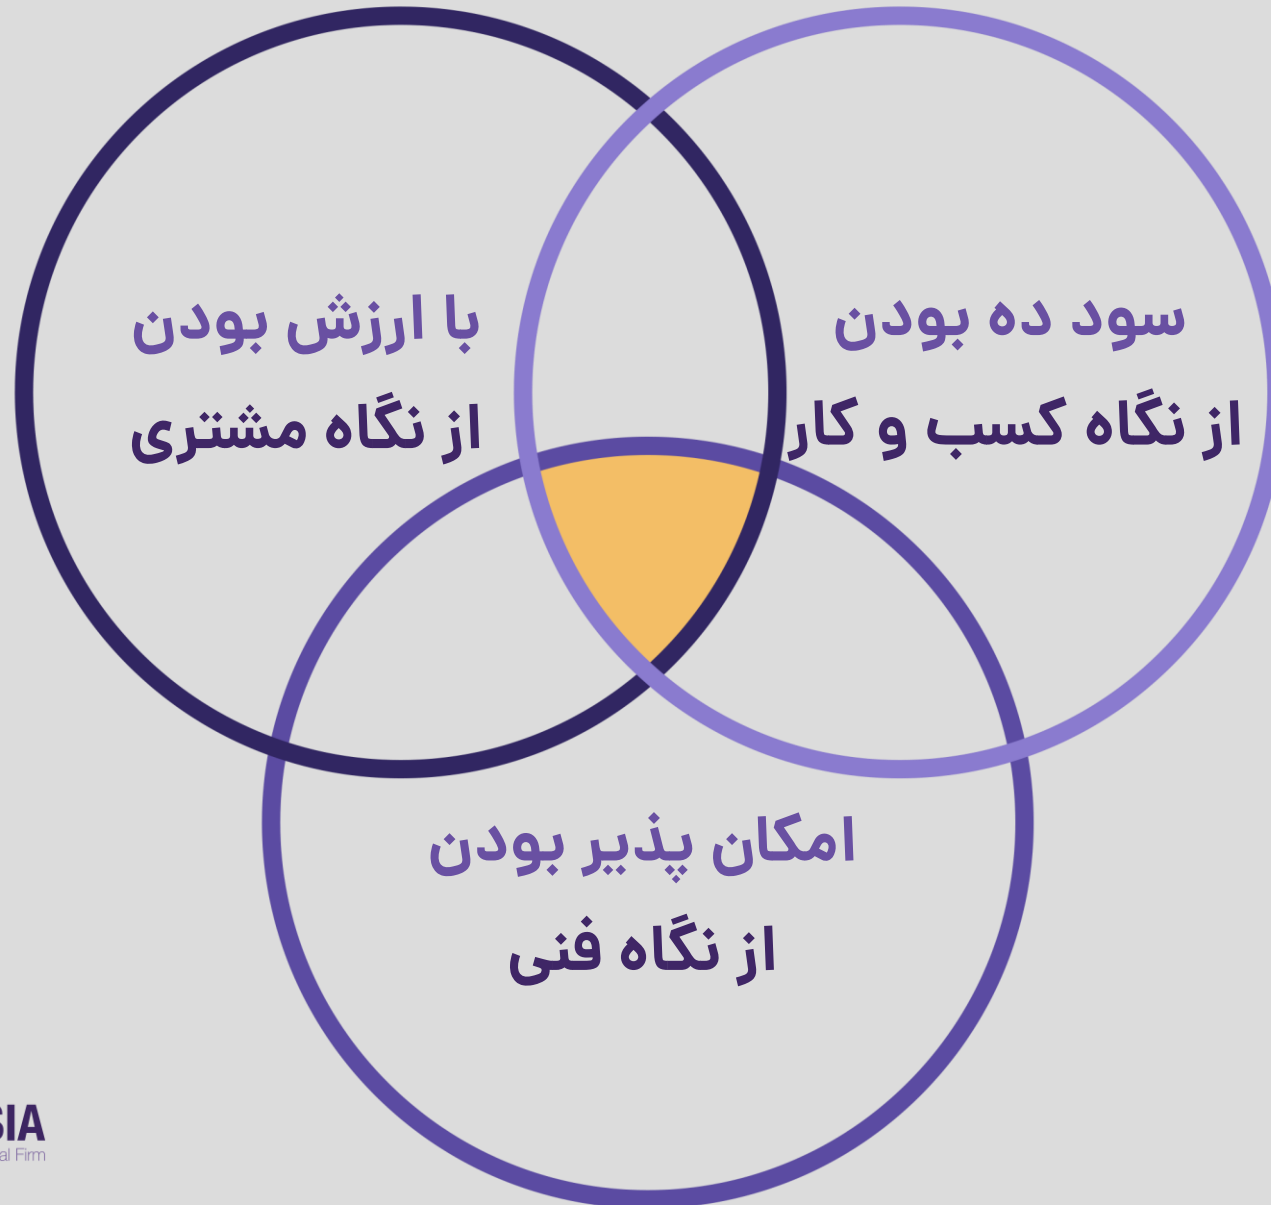 سود ده بودن
از نگاه کسب و کار
با ارزش بودن
از نگاه مشتری
امکان پذیر بودن
از نگاه فنی
SIA
al Firm